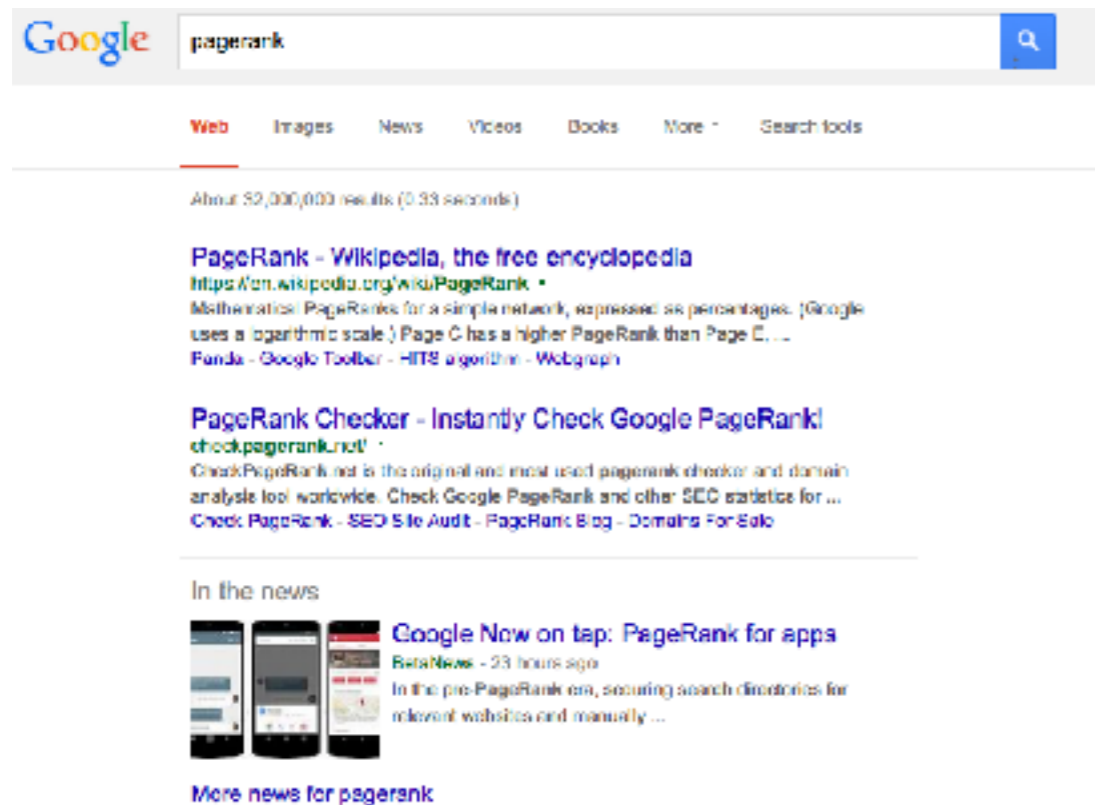 Google
pagerank
Web Images News Videos Books More Search tools
About 32,000,000 results (0.33 seconds)
PageRank - Wikipedia, the free encyclopedia
https://en.wikipedia.org/wiki/PageRank
Mathematical PageRanks for a simple network, expressed as percentages. (Google
uses a logarithmic scale.) Page C has a higher PageRank than Page E, ...
Panda - Google Toolbar - HITS algorithm - Webgraph
PageRank Checker - Instantly Check Google PageRank!
checkpagerank.net/
CheckPageRank.net is the original and most used pagerank checker and domain
analysis tool worldwide. Check Google PageRank and other SEO statistics for ...
Check PageRank - SEO Site Audit - PageRank Blog - Domains For Sale
In the news
Google Now on tap: PageRank for apps
BetaNews - 23 hours ago
In the pre-PageRank era, securing search directories for
relevant websites and manually ...
More news for pagerank